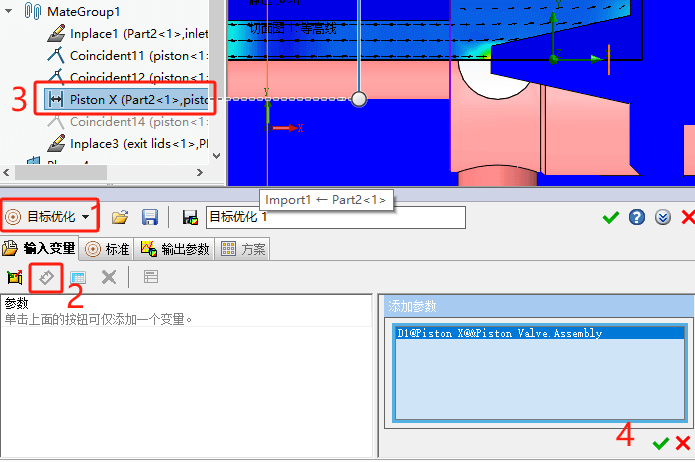 MateGroup1
Inplace1 (Part2<1>,inlet
Coincident11 (piston<1>
Coincident12 (piston<1>
3
Piston X (Part2<1>,pisto
Coincident14 (piston<1>
Inplace3 (exit lids<1>,P
切面图 1: 等高线
Y
X
Y
Import1 ← Part2<1>
目标优化
1
目标优化 1
输入变量
标准
输出参数
方案
2
参数
单击上面的按钮可仅添加一个变量。
添加参数
D1@Piston X@&Piston Valve.Assembly
4